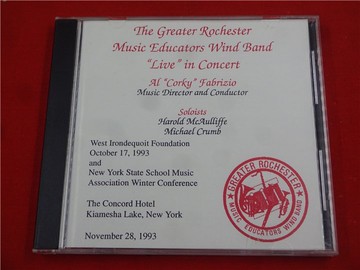 The Greater Rochester
Music Educators Wind Band
"Live" in Concert
Al "Corky" Fabrizio
Music Director and Conductor
Soloists
Harold McAulliffe
Michael Crumb
West Irondequoit Foundation
October 17, 1993
and
New York State School Music
Association Winter Conference
The Concord Hotel
Kiamesha Lake, New York
November 28, 1993
GREATER ROCHESTER
MUSIC EDUCATORS WIND BAND